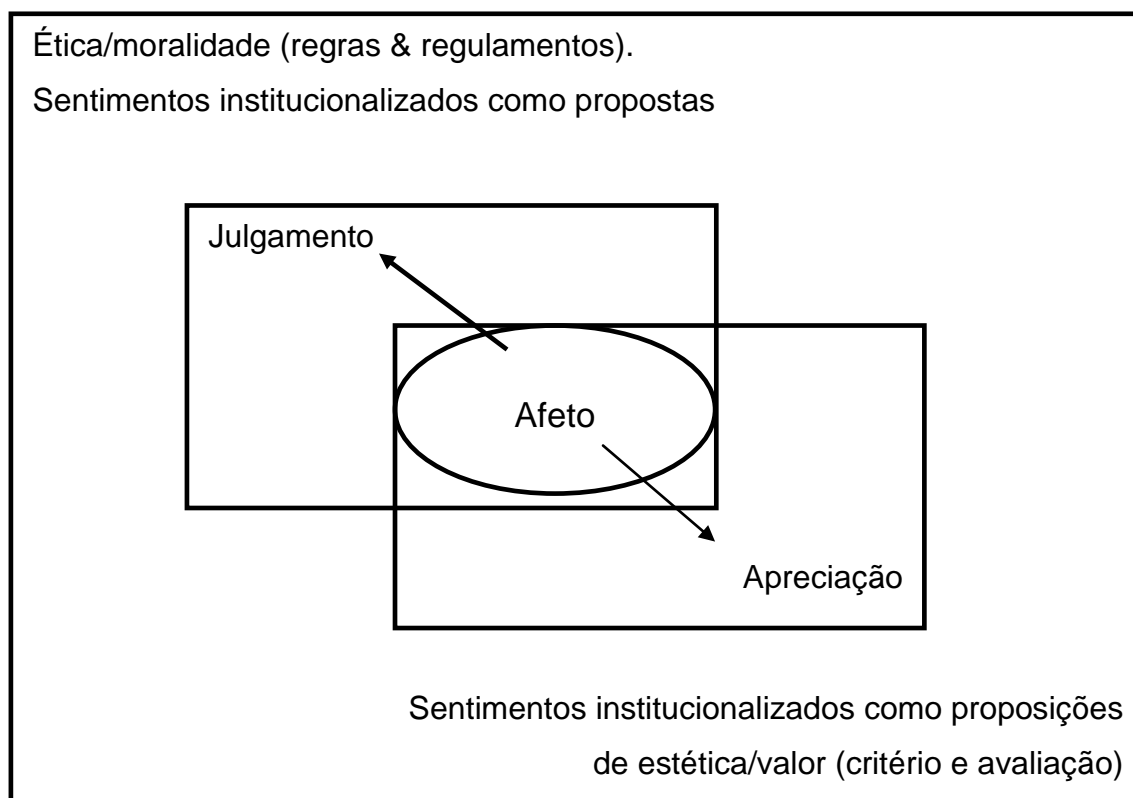 Ética/moralidade (regras & regulamentos).
Sentimentos institucionalizados como propostas
Julgamento
Afeto
Apreciação
Sentimentos institucionalizados como proposições
de estética/valor (critério e avaliação)